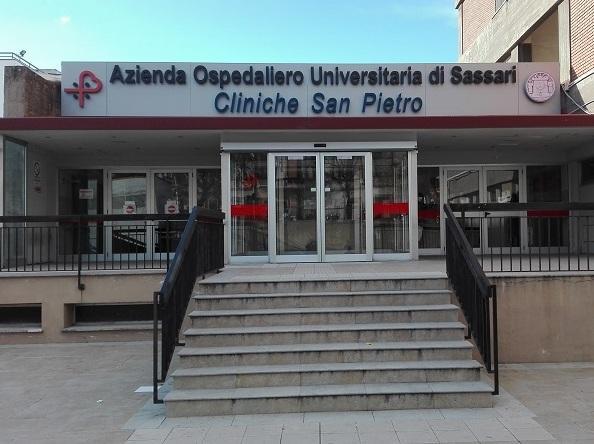 Azienda Ospedaliero Universitaria di Sassari
Cliniche San Pietro